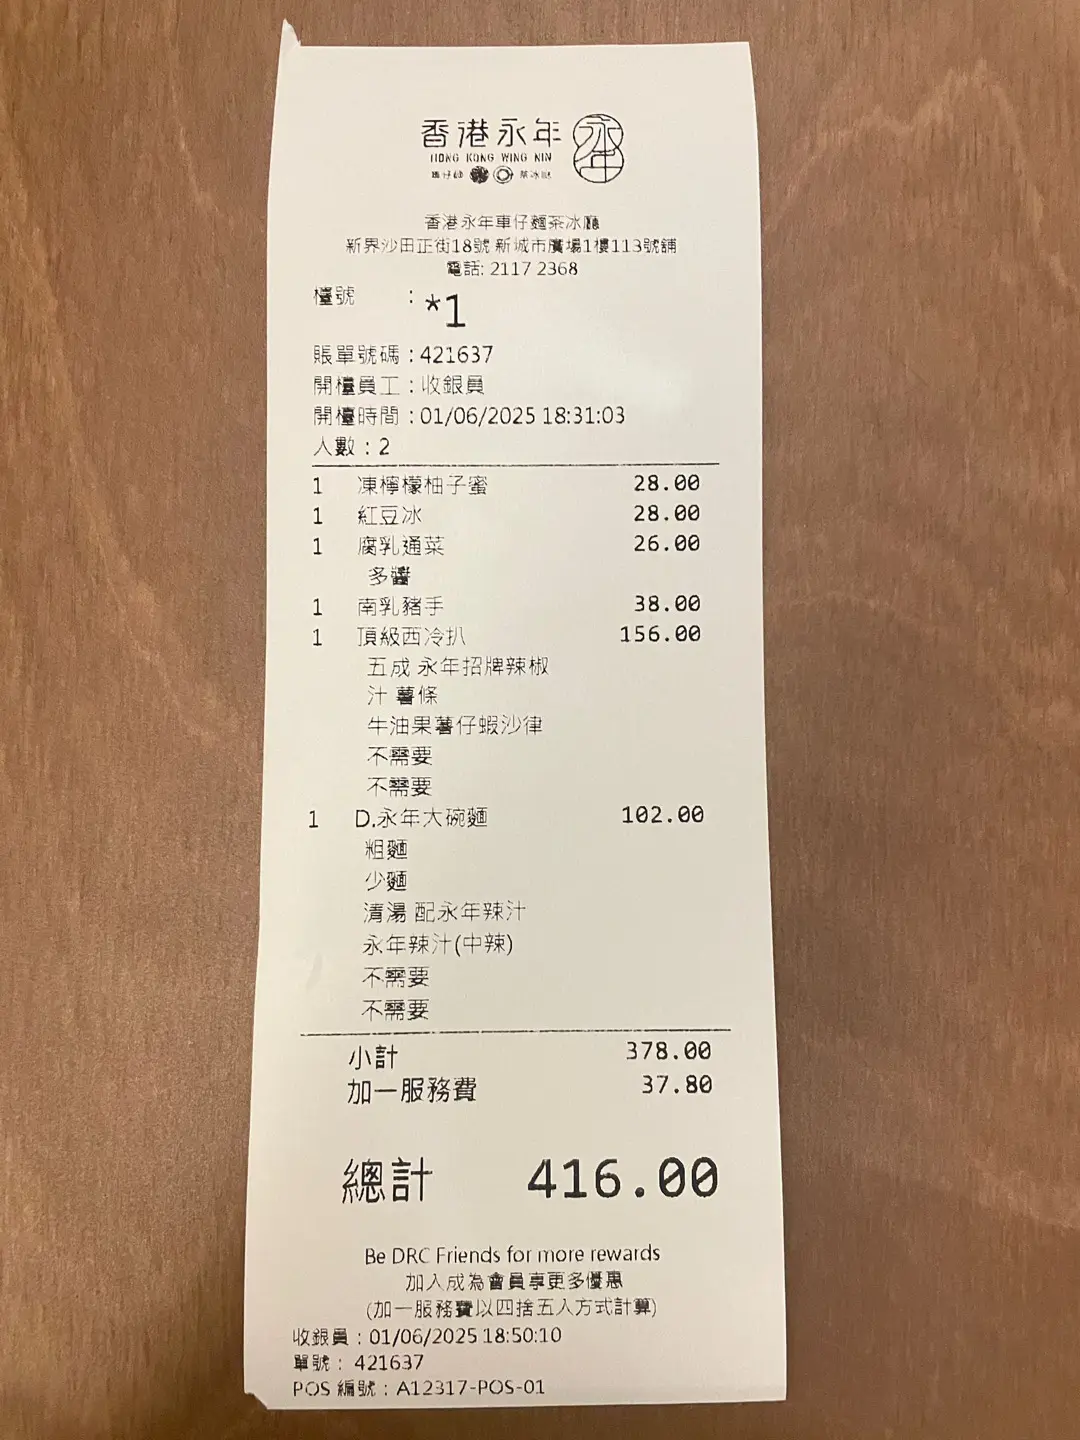 香港永年
HONG KONG WING NIN
車仔麵 茶冰廳
永年
香港永年車仔麵茶冰廳
新界沙田正街18號 新城市廣場1樓113號舖
電話: 2117 2368
檯號 : *1
賬單號碼 : 421637
開檯員工 : 收銀員
開檯時間 : 01/06/2025 18:31:03
人數 : 2
1 凍檸檬柚子蜜 28.00
1 紅豆冰 28.00
1 腐乳通菜 26.00
多醬
1 南乳豬手 38.00
1 頂級西冷扒 156.00
五成 永年招牌辣椒
汁 薯條
牛油果薯仔蝦沙律
不需要
不需要
1 D.永年大碗麵 102.00
粗麵
少麵
清湯 配永年辣汁
永年辣汁(中辣)
不需要
不需要
小計 378.00
加一服務費 37.80
總計 416.00
Be DRC Friends for more rewards
加入成為會員享更多優惠
(加一服務費以四捨五入方式計算)
收銀員 : 01/06/2025 18:50:10
單號 : 421637
POS 編號 : A12317-POS-01